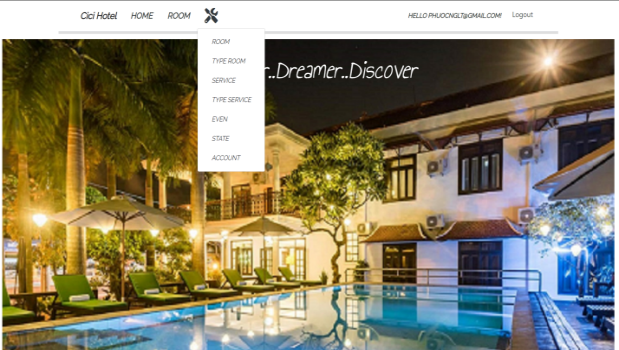 Cici Hotel HOME ROOM HELLO PHUOCNGLT@GMAIL.COM! Logout
ROOM
TYPE ROOM
SERVICE
TYPE SERVICE
EVEN
STATE
ACCOUNT
..Dreamer..Discover